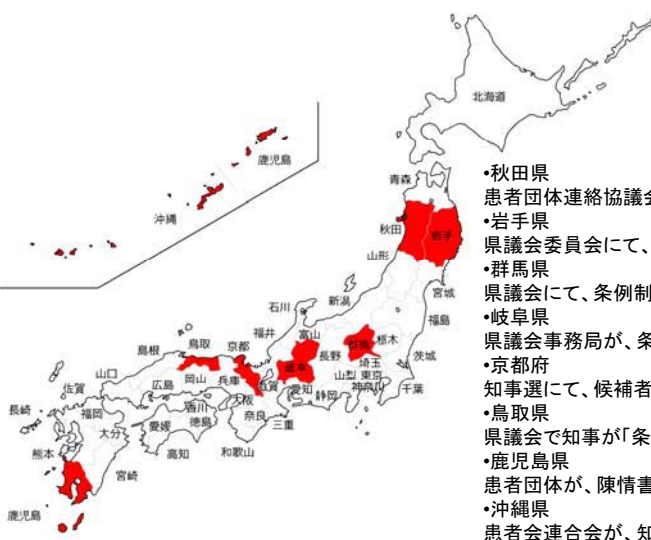 北海道
鹿児島
沖縄
青森
秋田
岩手
山形
宮城
新潟
石川
福島
富山
福井
群馬
栃木
長野
茨城
埼玉
山梨
東京
神奈川
千葉
岐阜
静岡
愛知
滋賀
京都
鳥取
島根
兵庫
岡山
広島
山口
大阪
奈良
三重
和歌山
香川
徳島
愛媛
高知
佐賀
福岡
長崎
大分
熊本
宮崎
鹿児島
•秋田県
患者団体連絡協議会
•岩手県
県議会委員会にて、
•群馬県
県議会にて、条例制
•岐阜県
県議会事務局が、条
•京都府
知事選にて、候補者
•鳥取県
県議会で知事が「条
•鹿児島県
患者団体が、陳情書
•沖縄県
患者会連合会が、知